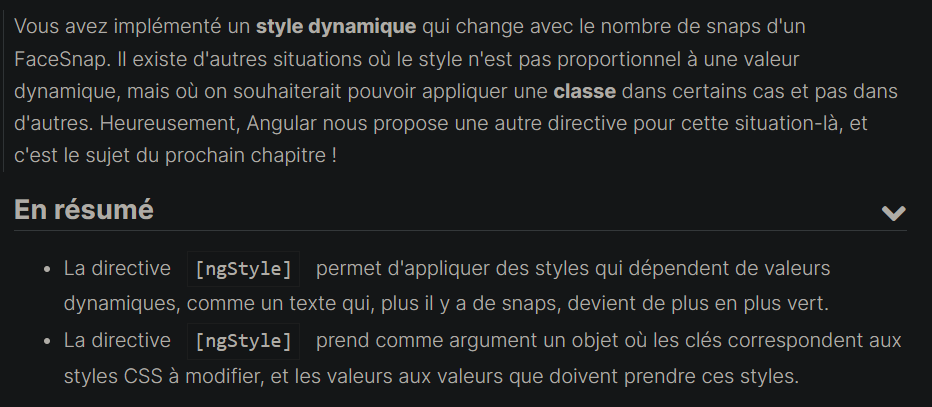 Vous avez implémenté un style dynamique qui change avec le nombre de snaps d'un
FaceSnap. Il existe d'autres situations où le style n'est pas proportionnel à une valeur
dynamique, mais où on souhaiterait pouvoir appliquer une classe dans certains cas et pas dans
d'autres. Heureusement, Angular nous propose une autre directive pour cette situation-là, et
c'est le sujet du prochain chapitre !
En résumé
• La directive [ngStyle] permet d'appliquer des styles qui dépendent de valeurs
dynamiques, comme un texte qui, plus il y a de snaps, devient de plus en plus vert.
• La directive [ngStyle] prend comme argument un objet où les clés correspondent aux
styles CSS à modifier, et les valeurs aux valeurs que doivent prendre ces styles.